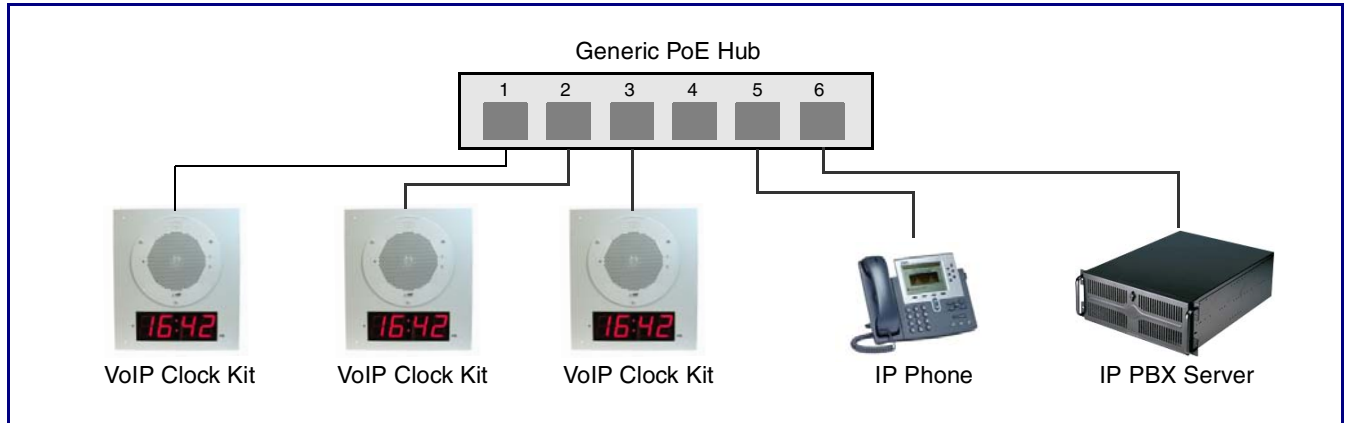 Generic PoE Hub
1 2 3 4 5 6
16:42 16:42 16:42
VoIP Clock Kit VoIP Clock Kit VoIP Clock Kit IP Phone IP PBX Server